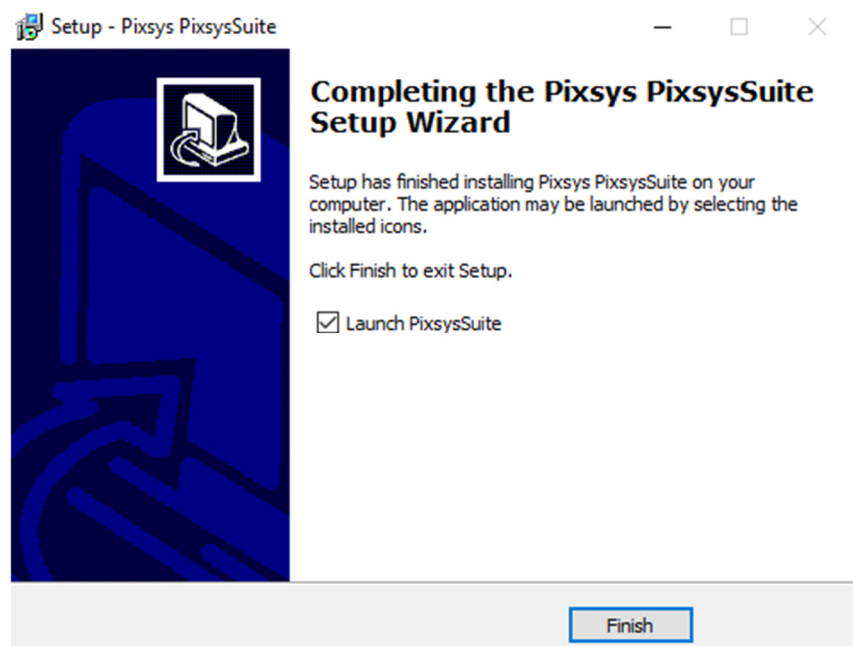 Setup - Pixsys PixsysSuite
Completing the Pixsys PixsysSuite
Setup Wizard
Setup has finished installing Pixsys PixsysSuite on your
computer. The application may be launched by selecting the
installed icons.
Click Finish to exit Setup.
Launch PixsysSuite
Finish